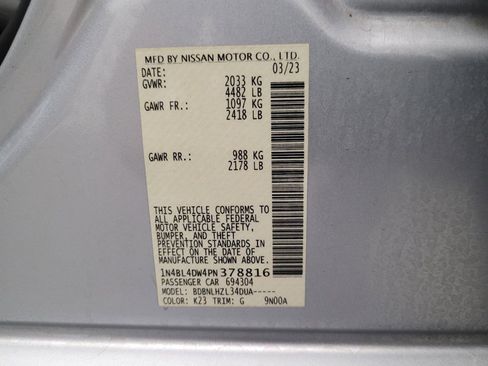 MFD BY NISSAN MOTOR CO., LTD.
DATE: 03/23
GVWR: 2033 KG
4482 LB
GAWR FR.: 1097 KG
2418 LB
GAWR RR.: 988 KG
2178 LB
THIS VEHICLE CONFORMS TO
ALL APPLICABLE FEDERAL
MOTOR VEHICLE SAFETY,
BUMPER, AND THEFT
PREVENTION STANDARDS IN
EFFECT ON THE DATE OF
MANUFACTURE SHOWN ABOVE.
1N4BL4DW4PN378816
PASSENGER CAR 694304
MODEL: BDBNLHZL34DUA-----
COLOR: K23 TRIM: G 9N00A